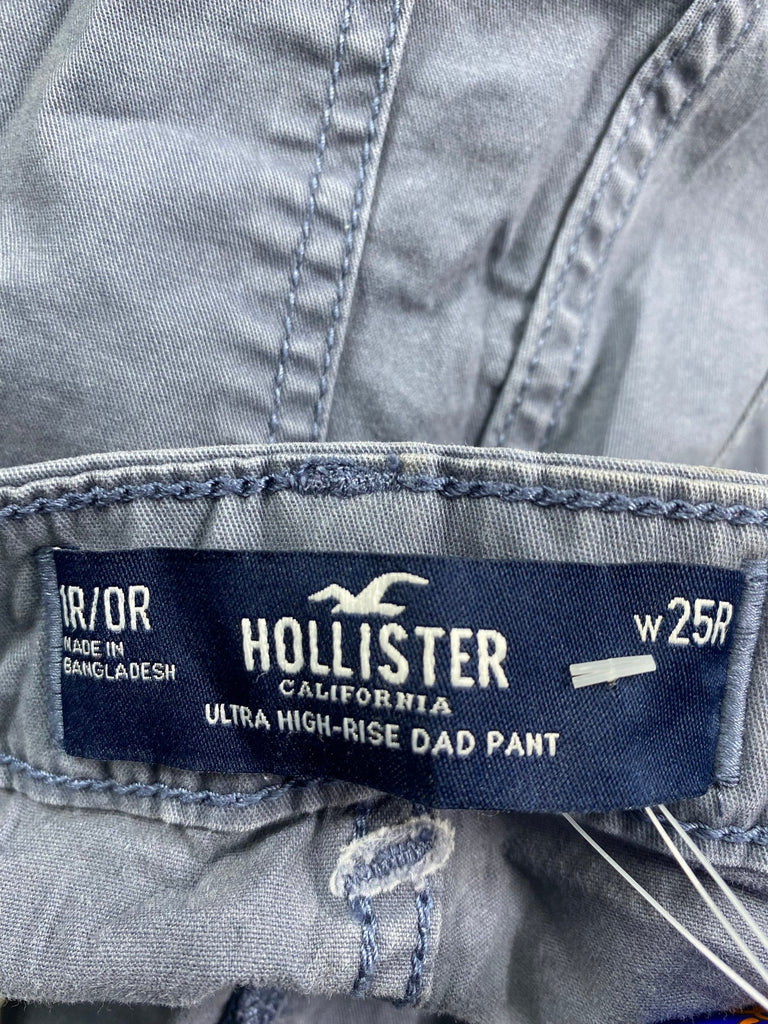 1R/0R
MADE IN
BANGLADESH
HOLLISTER
CALIFORNIA
ULTRA HIGH-RISE DAD PANT
W 25R